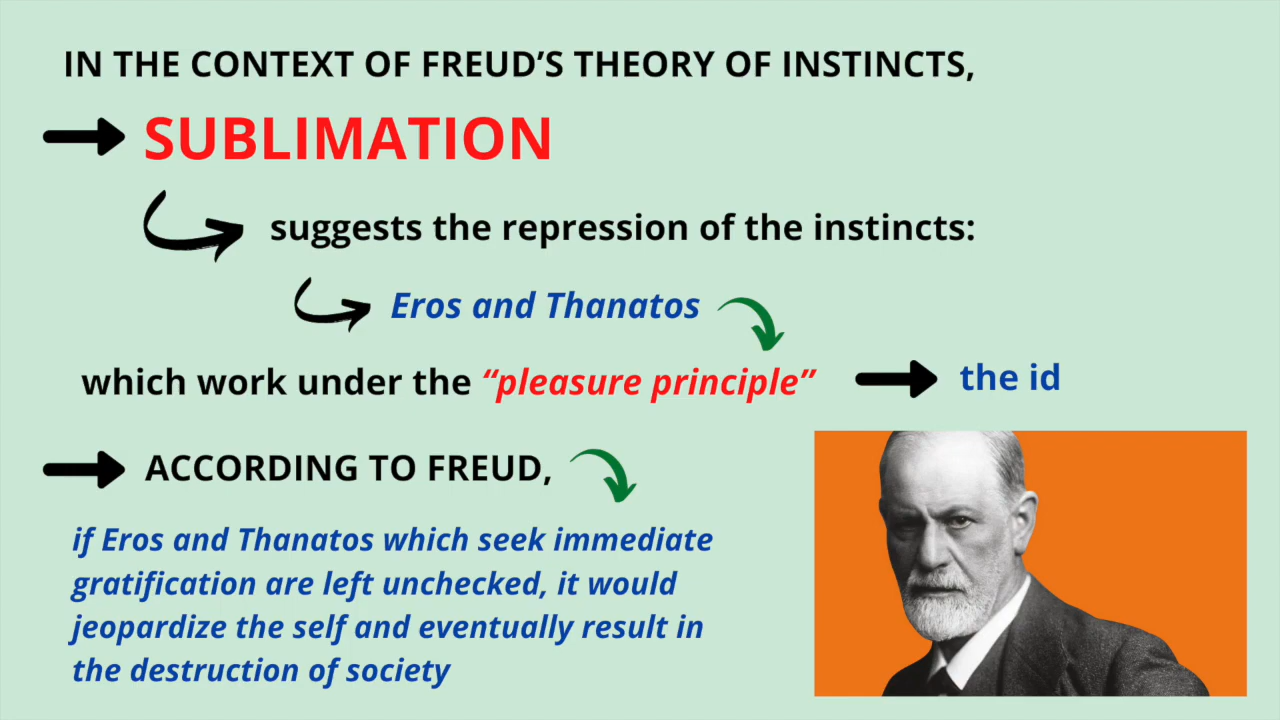 IN THE CONTEXT OF FREUD’S THEORY OF INSTINCTS,
SUBLIMATION
suggests the repression of the instincts:
Eros and Thanatos
which work under the “pleasure principle”
the id
ACCORDING TO FREUD,
if Eros and Thanatos which seek immediate
gratification are left unchecked, it would
jeopardize the self and eventually result in
the destruction of society